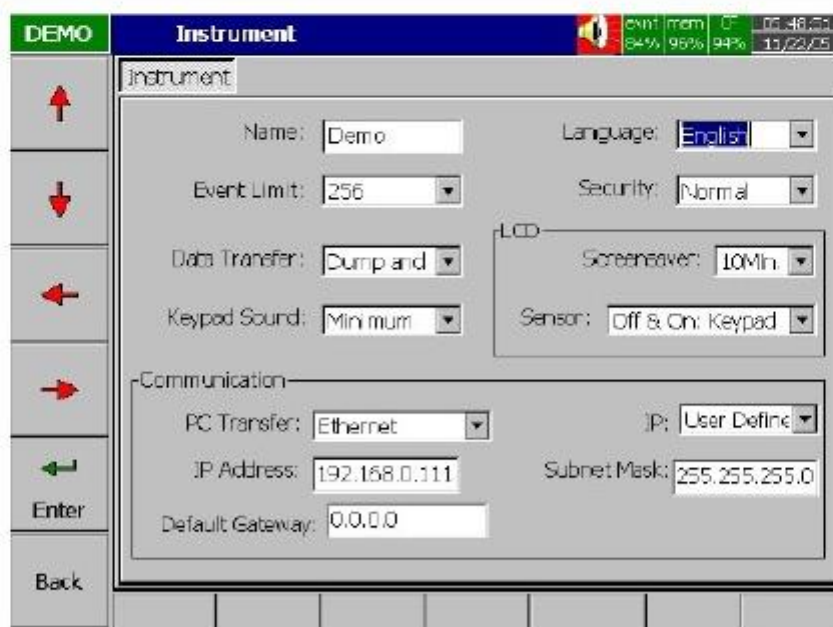 DEMO Instrument evnt mem CF
84% 96% 94% 11/22/05
Instrument
Name: Demo Language: English
Event Limit: 256 Security: Normal
LCD
Data Transfer: Dump and Screensaver: 10Min.
Keypad Sound: Minimum Sensor: Off & On: Keypad
Communication
PC Transfer: Ethernet IP: User Define
IP Address: 192.168.0.111 Subnet Mask: 255.255.255.0
Enter
Default Gateway: 0.0.0.0
Back